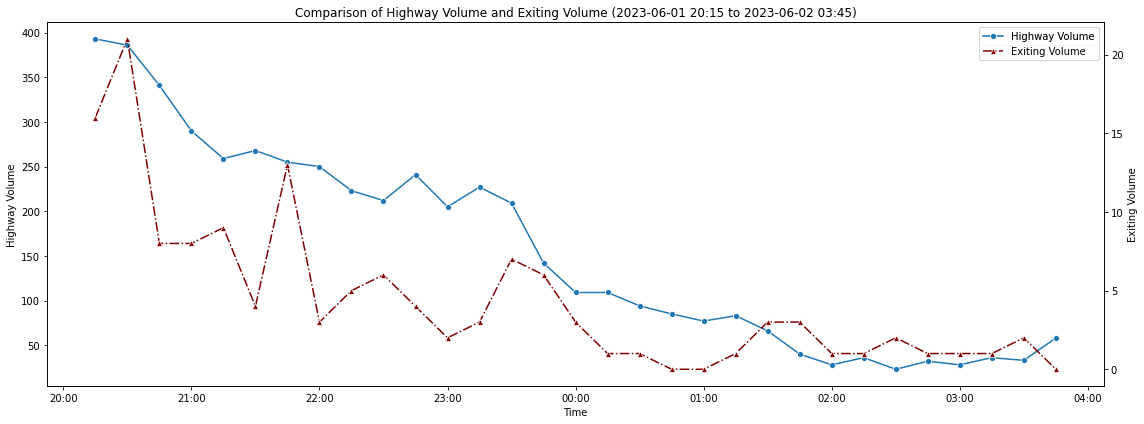 Comparison of Highway Volume and Exiting Volume (2023-06-01 20:15 to 2023-06-02 03:45)
Highway Volume
Exiting Volume
400
350
300
250
200
150
100
50
Highway Volume
20
15
10
5
0
Exiting Volume
20:00 21:00 22:00 23:00 00:00 01:00 02:00 03:00 04:00
Time